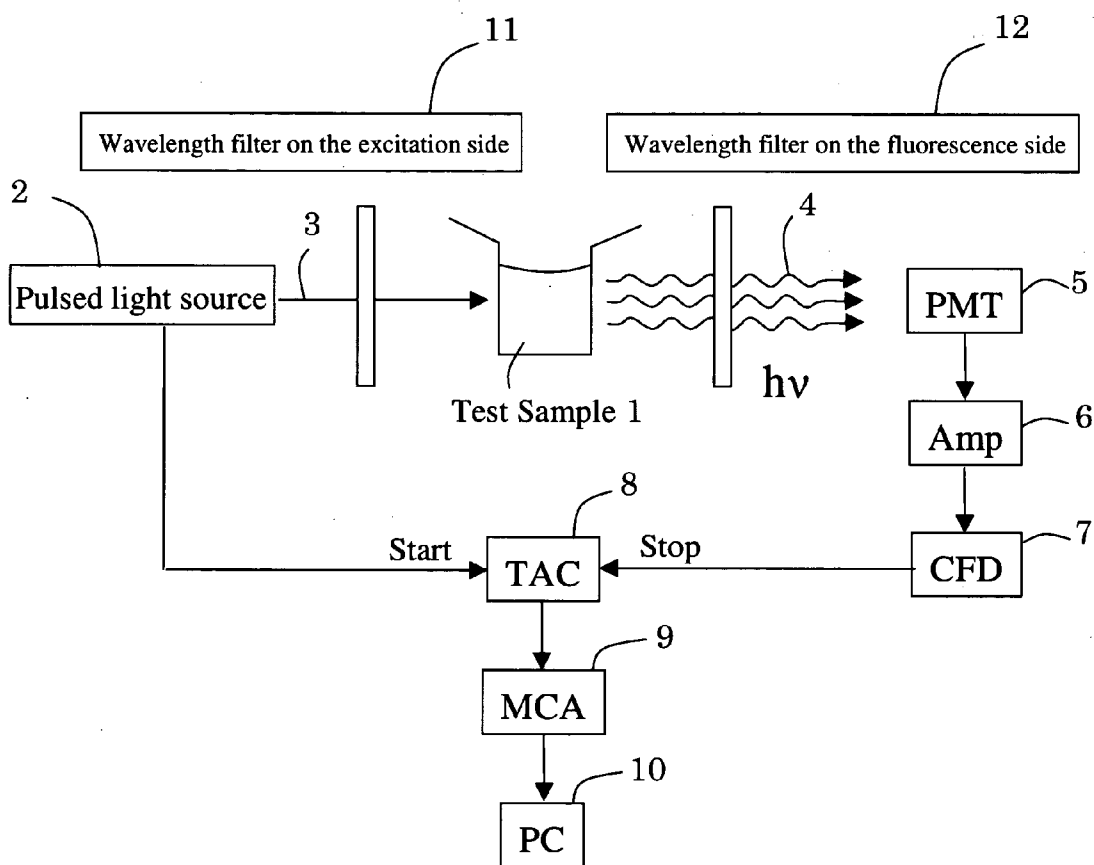 11
12
Wavelength filter on the excitation side
Wavelength filter on the fluorescence side
2
3
4
Pulsed light source
5
PMT
hν
Test Sample 1
6
Amp
8
7
Start
Stop
TAC
CFD
9
MCA
10
PC